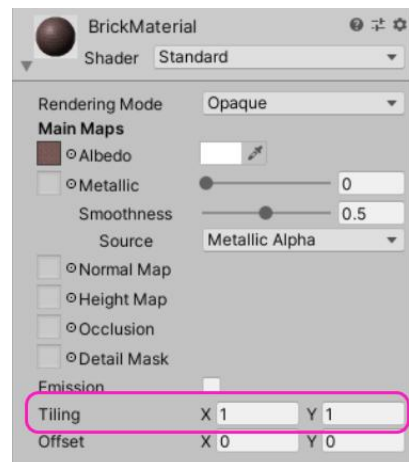 BrickMaterial
Shader Standard
Rendering Mode Opaque
Main Maps
Albedo
Metallic 0
Smoothness 0.5
Source Metallic Alpha
Normal Map
Height Map
Occlusion
Detail Mask
Emission
Tiling X 1 Y 1
Offset X 0 Y 0